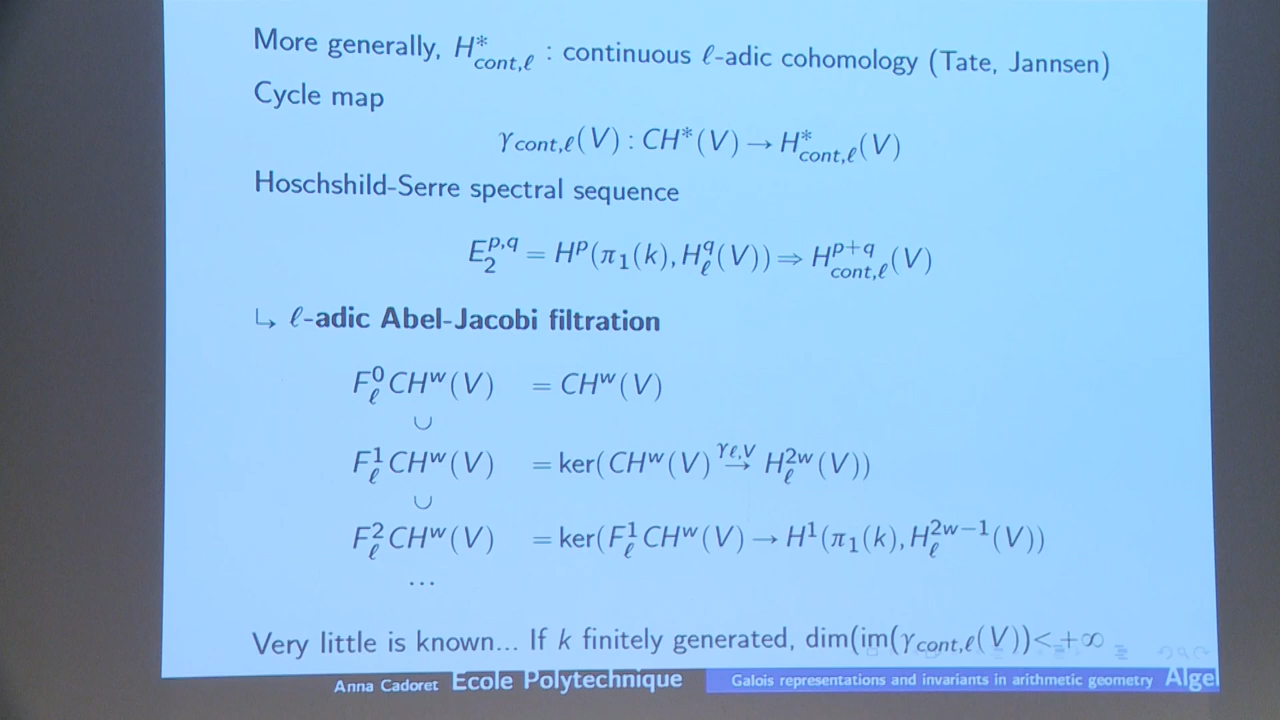 More generally, H*_cont,ℓ : continuous ℓ-adic cohomology (Tate, Jannsen)
Cycle map
γ_cont,ℓ(V) : CH*(V) → H*_cont,ℓ(V)
Hoschshild-Serre spectral sequence
E_2^{p,q} = H^p(π_1(k), H_ℓ^q(V)) ⇒ H^{p+q}_cont,ℓ(V)
↳ ℓ-adic Abel-Jacobi filtration
F_ℓ^0 CH^w(V) = CH^w(V)
∪
F_ℓ^1 CH^w(V) = ker(CH^w(V) →^{γ_ℓ,V} H_ℓ^{2w}(V))
∪
F_ℓ^2 CH^w(V) = ker(F_ℓ^1 CH^w(V) → H^1(π_1(k), H_ℓ^{2w−1}(V))
...
Very little is known... If k finitely generated, dim(im(γ_cont,ℓ(V)) < +∞
Anna Cadoret Ecole Polytechnique Galois representations and invariants in arithmetic geometry Algel